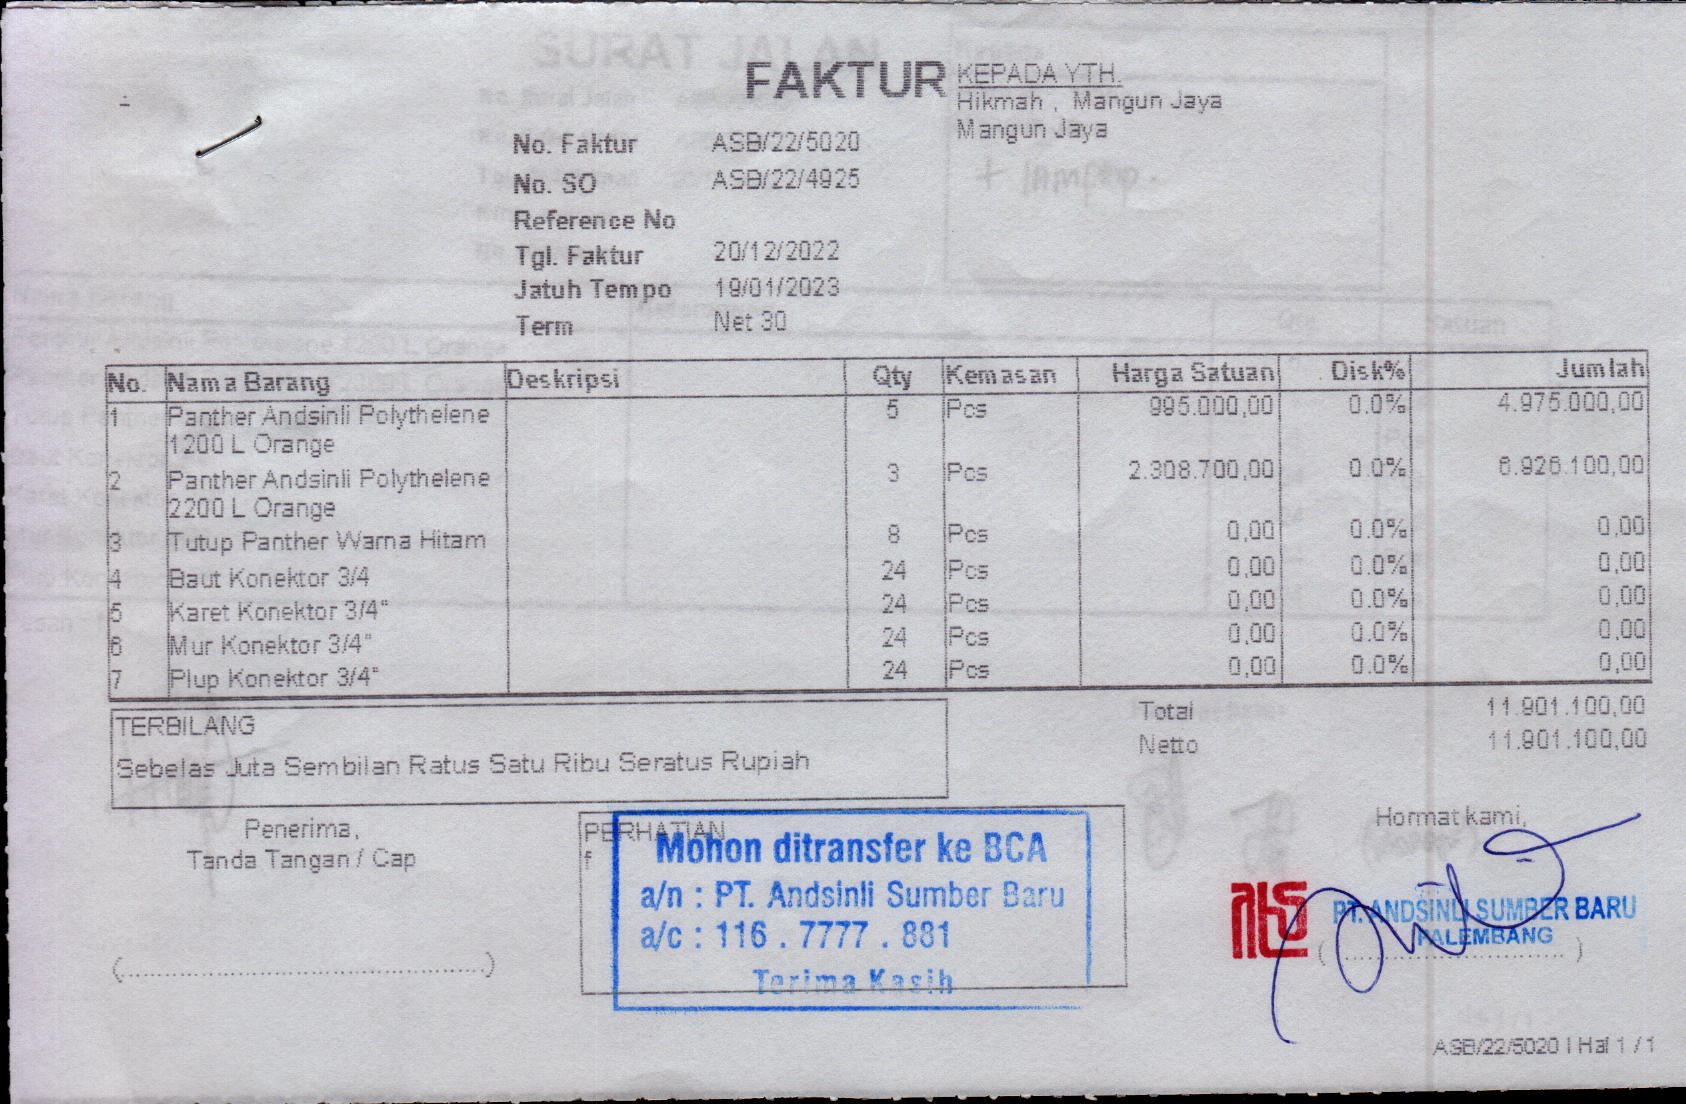 FAKTUR
KEPADA YTH.
Hikmah , Mangun Jaya
Mangun Jaya
No. Faktur ASB/22/5020
No. SO ASB/22/4925
Reference No
Tgl. Faktur 20/12/2022
Jatuh Tempo 19/01/2023
Term Net 30
No. Nama Barang Deskripsi Qty Kemasan Harga Satuan Disk% Jumlah
1 Panther Andsinli Polythelene 5 Pcs 995.000,00 0.0% 4.975.000,00
1200 L Orange
2 Panther Andsinli Polythelene 3 Pcs 2.308.700,00 0.0% 6.926.100,00
2200 L Orange
3 Tutup Panther Warna Hitam 8 Pcs 0,00 0.0% 0,00
4 Baut Konektor 3/4 24 Pcs 0,00 0.0% 0,00
5 Karet Konektor 3/4" 24 Pcs 0,00 0.0% 0,00
6 Mur Konektor 3/4" 24 Pcs 0,00 0.0% 0,00
7 Plup Konektor 3/4" 24 Pcs 0,00 0.0% 0,00
Total 11.901.100,00
Netto 11.901.100,00
TERBILANG
Sebelas Juta Sembilan Ratus Satu Ribu Seratus Rupiah
Penerima,
Tanda Tangan / Cap
(................................................)
PERHATIAN
f
Mohon ditransfer ke BCA
a/n : PT. Andsinli Sumber Baru
a/c : 116 . 7777 . 881
Terima Kasih
Hormat kami,
PT. ANDSINLI SUMBER BARU
PALEMBANG
(..............................)
ASB/22/5020 | Hal 1 / 1